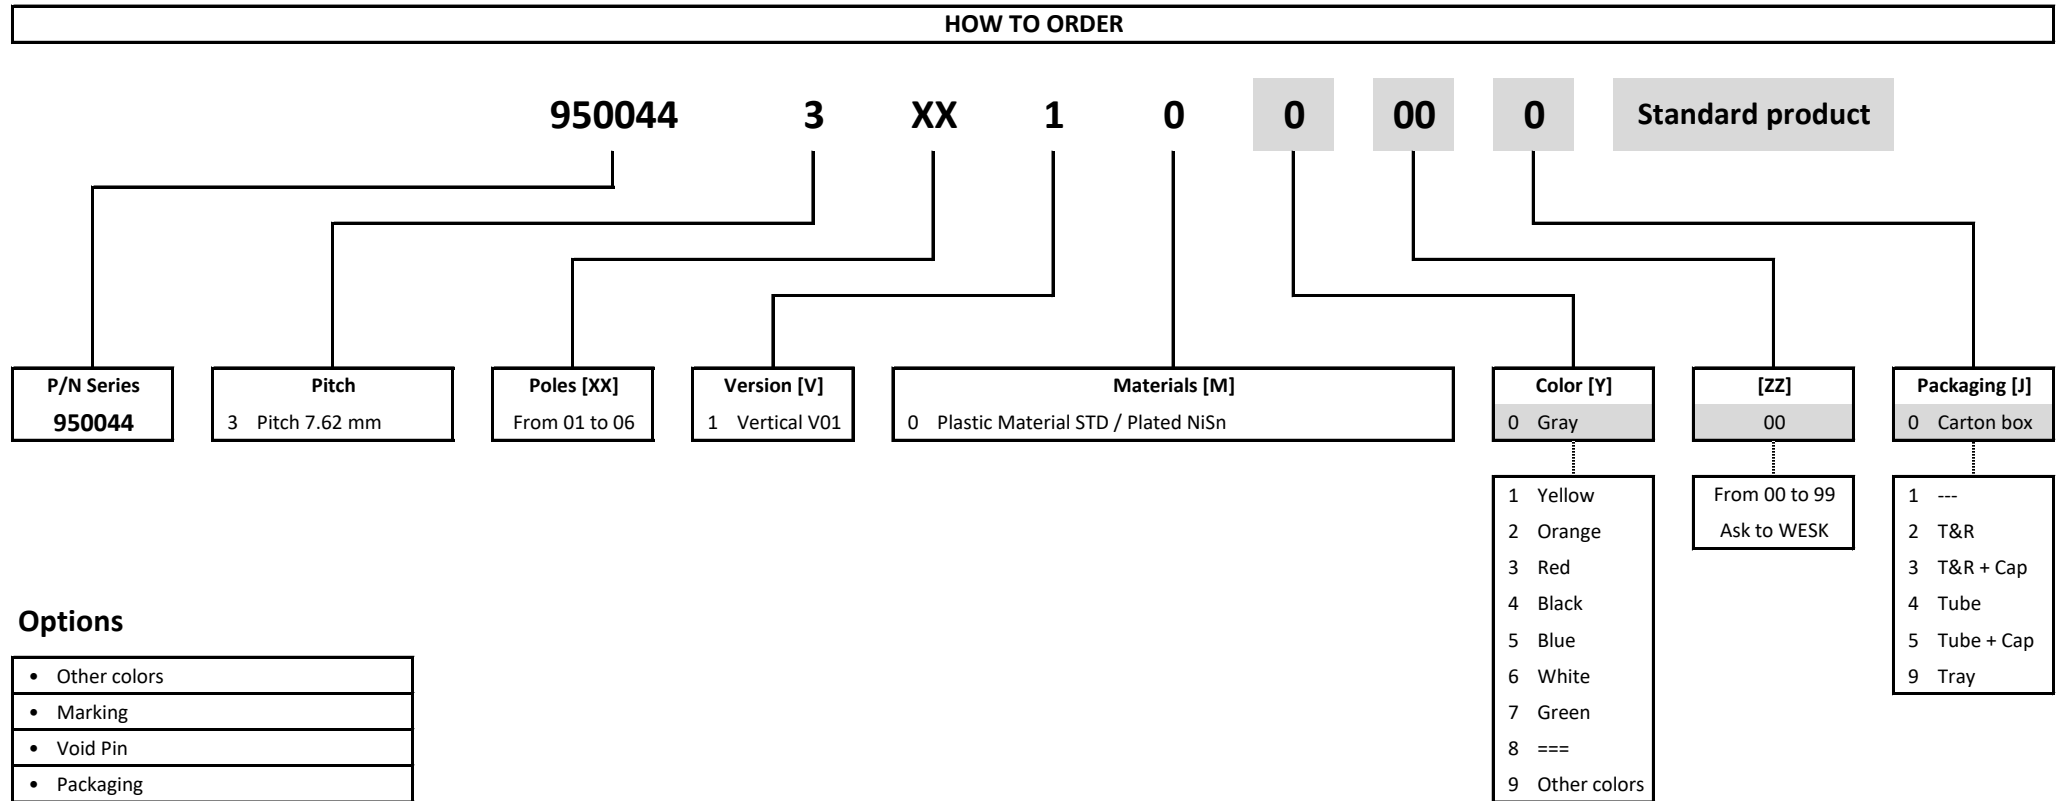 HOW TO ORDER
950044 3 XX 1 0 0 00 0 Standard product
P/N Series
950044
Pitch
3 Pitch 7.62 mm
Poles [XX]
From 01 to 06
Version [V]
1 Vertical V01
Materials [M]
0 Plastic Material STD / Plated NiSn
Color [Y]
0 Gray
1 Yellow
2 Orange
3 Red
4 Black
5 Blue
6 White
7 Green
8 ===
9 Other colors
[ZZ]
00
From 00 to 99
Ask to WESK
Packaging [J]
0 Carton box
1 ---
2 T&R
3 T&R + Cap
4 Tube
5 Tube + Cap
9 Tray
Options
• Other colors
• Marking
• Void Pin
• Packaging